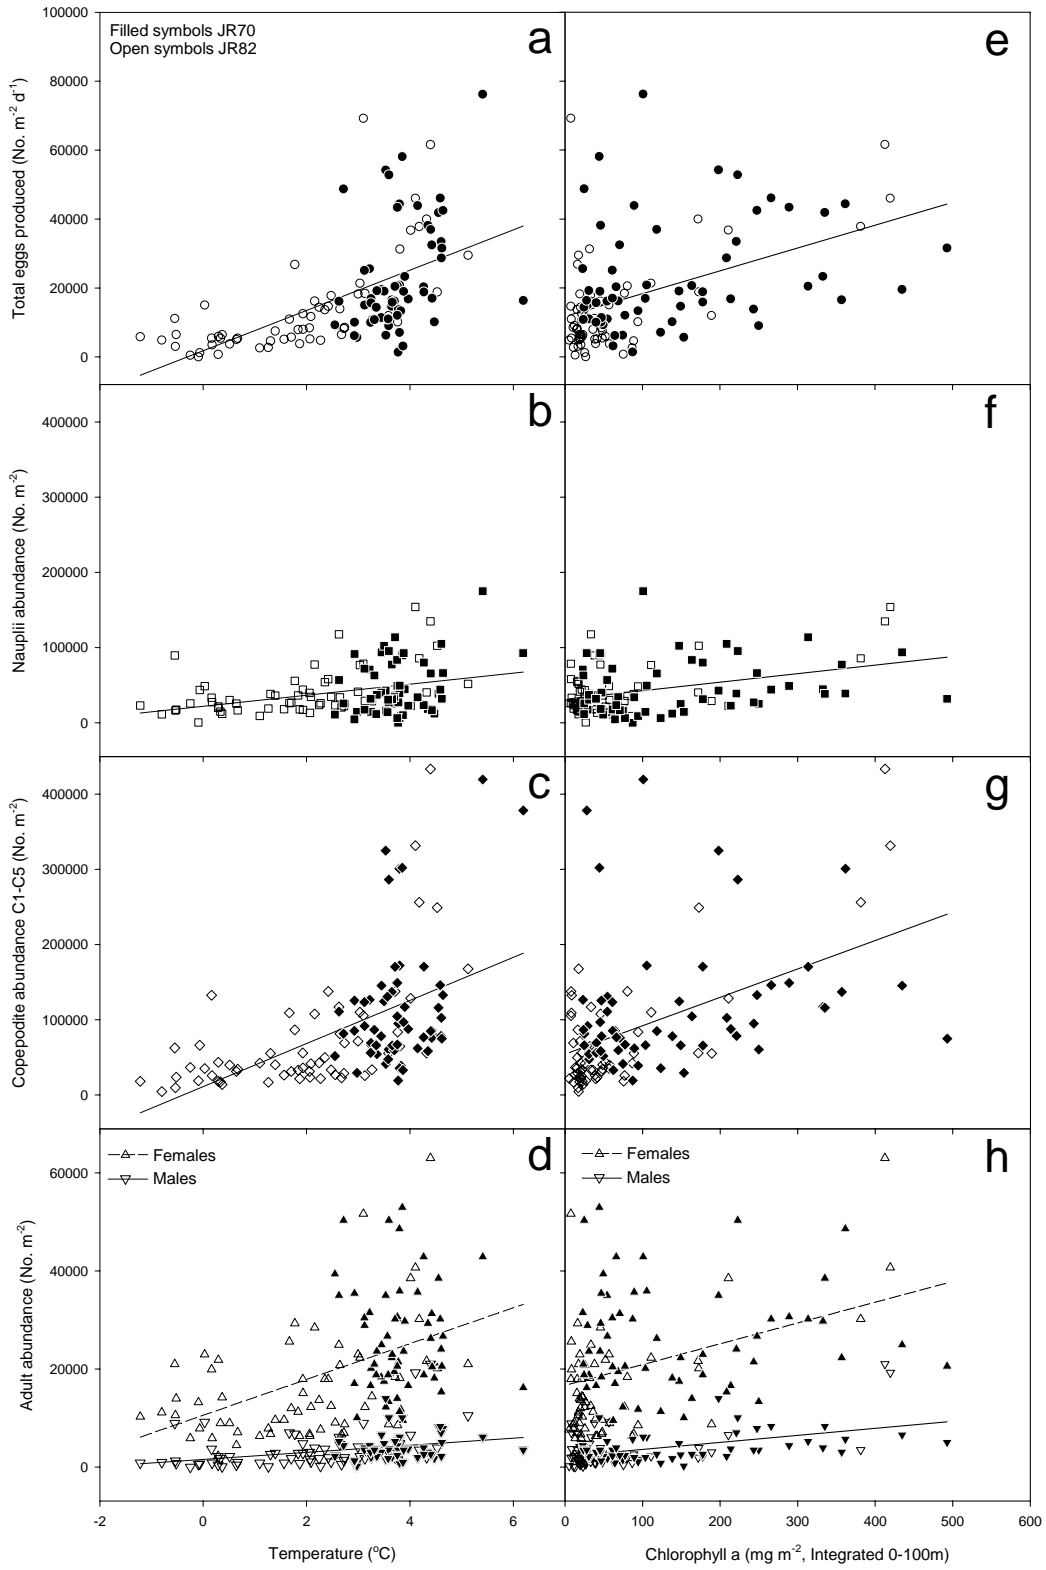 Filled symbols JR70
Open symbols JR82
a
e
Total eggs produced (No. m-2 d-1)
100000
80000
60000
40000
20000
0
b
f
Nauplii abundance (No. m-2)
400000
300000
200000
100000
0
c
g
Copepodite abundance C1-C5 (No. m-2)
400000
300000
200000
100000
0
d
h
Females
Males
Females
Males
Adult abundance (No. m-2)
60000
40000
20000
0
-2 0 2 4 6
0 100 200 300 400 500 600
Temperature (oC)
Chlorophyll a (mg m-2, Integrated 0-100m)